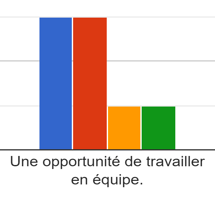 Une opportunité de travailler
en équipe.